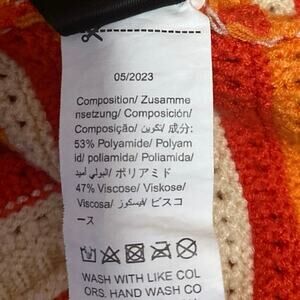 05/2023
Composition/ Zusamme
nsetzung/ Composición/
Composição/ تكوين/ 成分:
53% Polyamide/ Polyam
id/ poliamida/ Poliamida/
البولي أميد/ ポリアミド
47% Viscose/ Viskose/
Viscosa/ فيسكوز/ ビスコ
ース
WASH WITH LIKE COL
ORS. HAND WASH CO